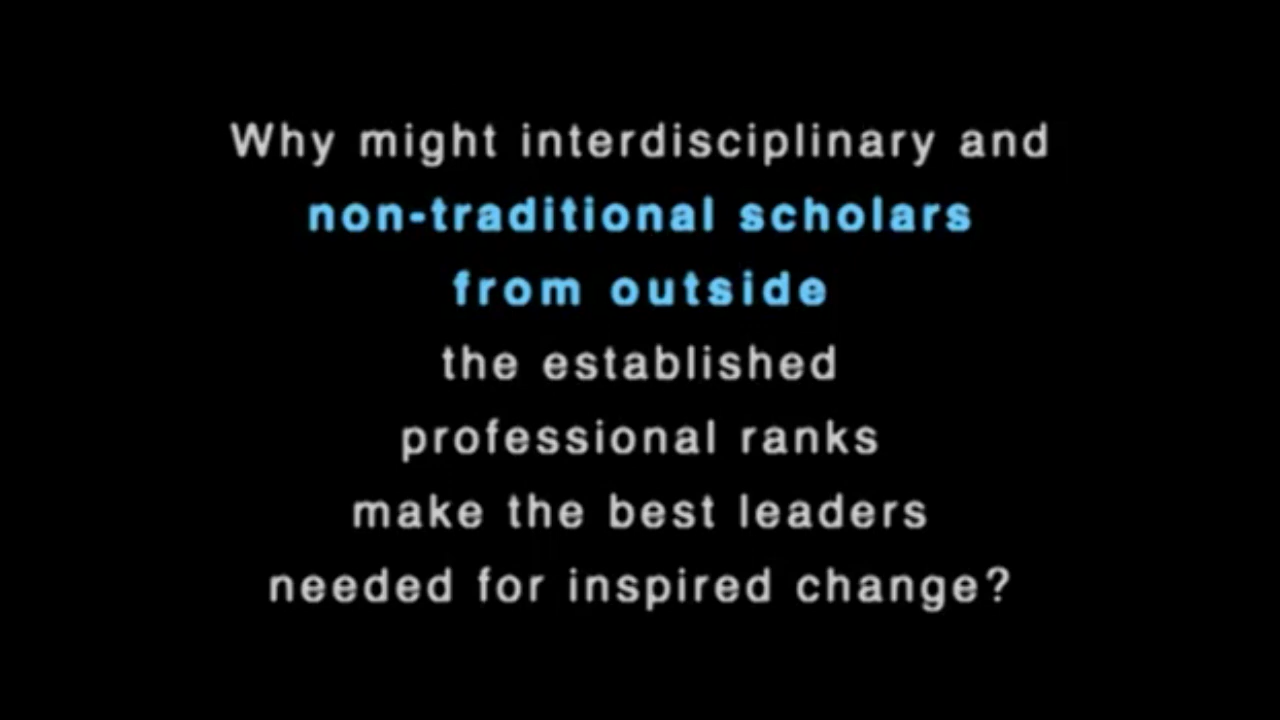 Why might interdisciplinary and
non-traditional scholars
from outside
the established
professional ranks
make the best leaders
needed for inspired change?